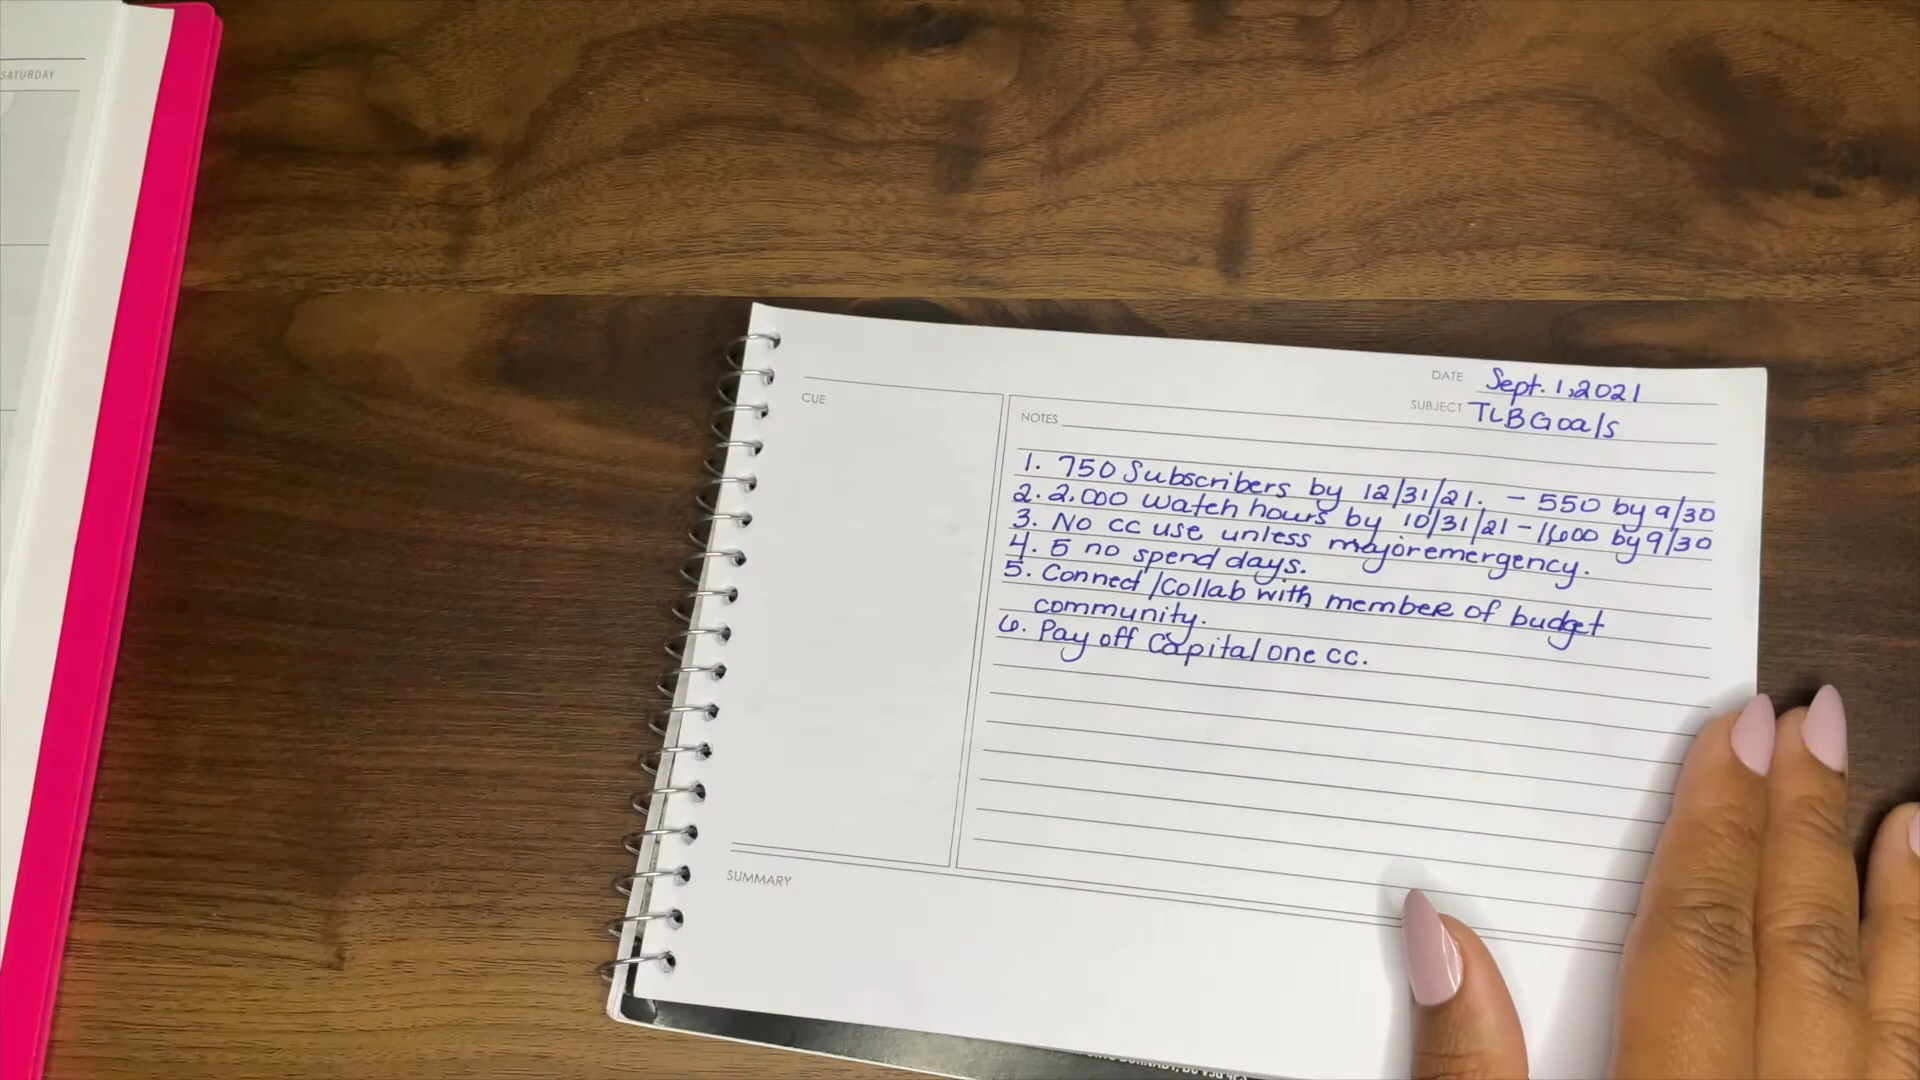 SATURDAY
DATE Sept. 1, 2021
SUBJECT TLB Goals
CUE
NOTES
1. 750 Subscribers by 12/31/21. - 550 by 9/30
2. 2,000 watch hours by 10/31/21 - 1600 by 9/30
3. No cc use unless major emergency.
4. 5 no spend days.
5. Connect/Collab with member of budget
community.
6. Pay off Capital one cc.
SUMMARY